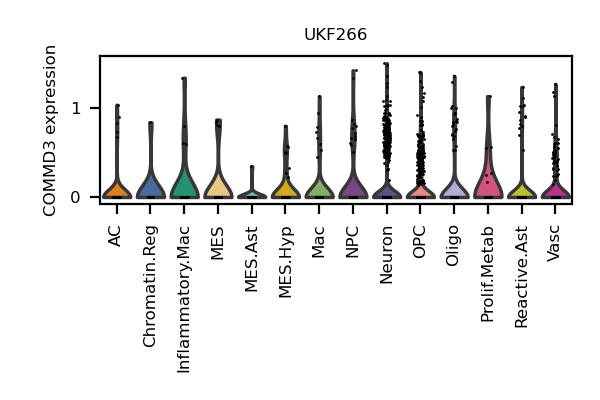 UKF266
COMMD3 expression
1
0
AC
Chromatin.Reg
Inflammatory.Mac
MES
MES.Ast
MES.Hyp
Mac
NPC
Neuron
OPC
Oligo
Prolif.Metab
Reactive.Ast
Vasc